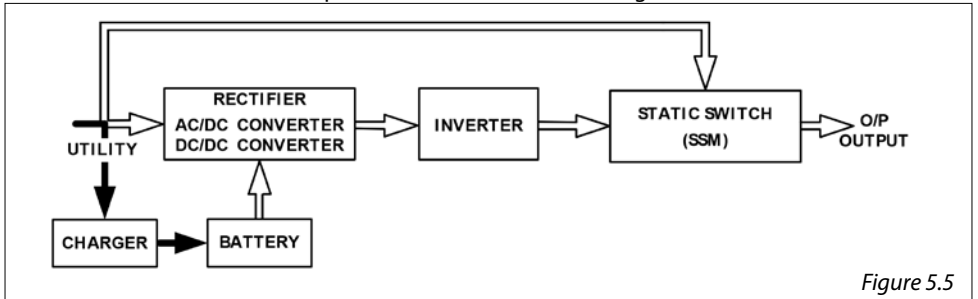 RECTIFIER
AC/DC CONVERTER
DC/DC CONVERTER
INVERTER
STATIC SWITCH
(SSM)
O/P
OUTPUT
UTILITY
CHARGER
BATTERY
Figure 5.5